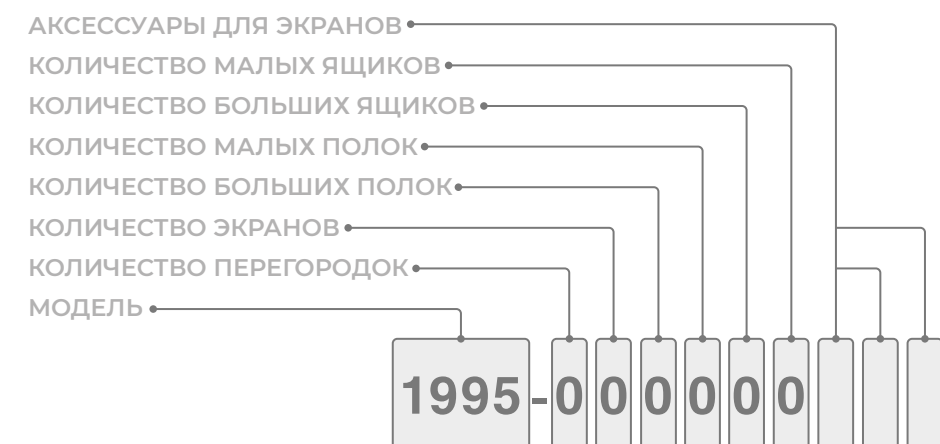 АКСЕССУАРЫ ДЛЯ ЭКРАНОВ
КОЛИЧЕСТВО МАЛЫХ ЯЩИКОВ
КОЛИЧЕСТВО БОЛЬШИХ ЯЩИКОВ
КОЛИЧЕСТВО МАЛЫХ ПОЛОК
КОЛИЧЕСТВО БОЛЬШИХ ПОЛОК
КОЛИЧЕСТВО ЭКРАНОВ
КОЛИЧЕСТВО ПЕРЕГОРОДОК
МОДЕЛЬ
1995-000000